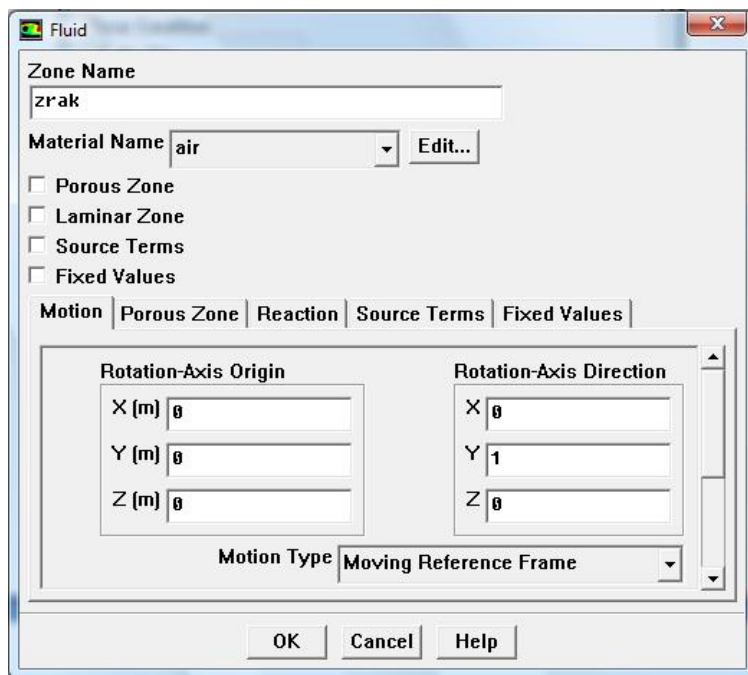 Fluid
Zone Name
zrak
Material Name air Edit...
Porous Zone
Laminar Zone
Source Terms
Fixed Values
Motion Porous Zone Reaction Source Terms Fixed Values
Rotation-Axis Origin Rotation-Axis Direction
X (m) 0 X 0
Y (m) 0 Y 1
Z (m) 0 Z 0
Motion Type Moving Reference Frame
OK Cancel Help